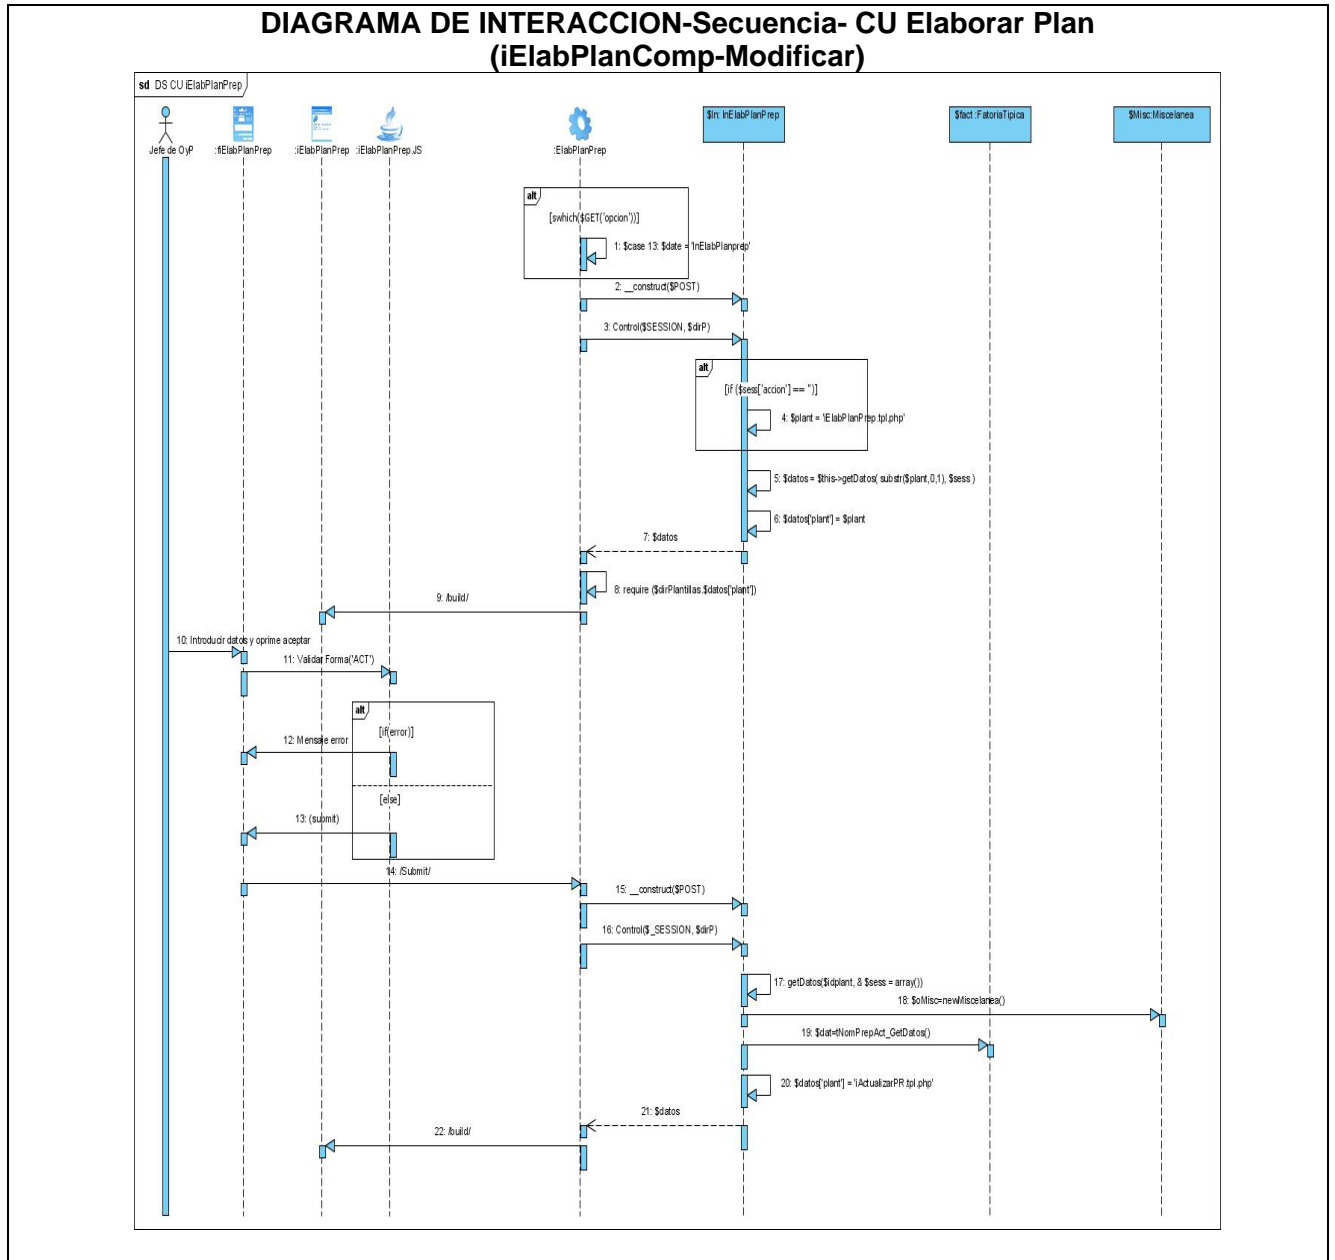 DIAGRAMA DE INTERACCION-Secuencia- CU Elaborar Plan
(iElabPlanComp-Modificar)
sd DS CU iElabPlanPrep
Jefe de OyP
:fiElabPlanPrep
:iElabPlanPrep
:iElabPlanPrep.JS
:ElabPlanPrep
$In: InElabPlanPrep
$fact :FatoriaTipica
$Misc:Miscelanea
alt
[swhich($GET('opcion'))]
1: $case 13: $date = 'InElabPlanprep'
2: __construct($POST)
3: Control($SESSION, $dirP)
alt
[if ($sess['accion'] == '')]
4: $plant = 'iElabPlanPrep.tpl.php'
5: $datos = $this->getDatos( substr($plant,0,1), $sess )
6: $datos['plant'] = $plant
7: $datos
8: require ($dirPlantillas.$datos['plant'])
9: /build/
10: Introducir datos y oprime aceptar
11: Validar Forma('ACT')
alt
[if(error)]
12: Mensaje error
[else]
13: (submit)
14: /Submit/
15: __construct($POST)
16: Control($_SESSION, $dirP)
17: getDatos($idplant, & $sess = array())
18: $oMisc=newMiscelanea()
19: $dat=tNomPrepAct_GetDatos()
20: $datos['plant'] = 'iActualizarPR.tpl.php'
21: $datos
22: /build/